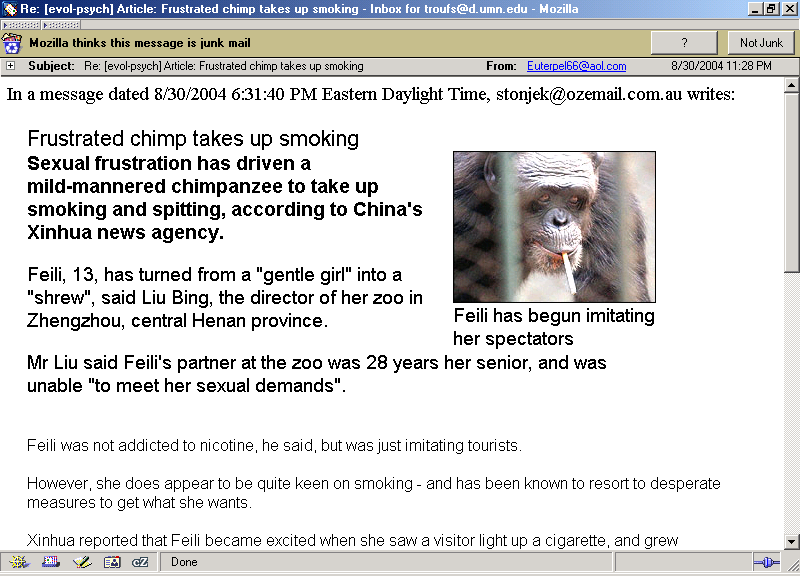 Re: [evol-psych] Article: Frustrated chimp takes up smoking - Inbox for troufs@d.umn.edu - Mozilla
Mozilla thinks this message is junk mail
?
Not Junk
Subject: Re: [evol-psych] Article: Frustrated chimp takes up smoking
From: Euterpel66@aol.com
8/30/2004 11:28 PM
In a message dated 8/30/2004 6:31:40 PM Eastern Daylight Time, stonjek@ozemail.com.au writes:
Frustrated chimp takes up smoking
Sexual frustration has driven a
mild-mannered chimpanzee to take up
smoking and spitting, according to China's
Xinhua news agency.
Feili, 13, has turned from a "gentle girl" into a
"shrew", said Liu Bing, the director of her zoo in
Zhengzhou, central Henan province.
Feili has begun imitating
her spectators
Mr Liu said Feili's partner at the zoo was 28 years her senior, and was
unable "to meet her sexual demands".
Feili was not addicted to nicotine, he said, but was just imitating tourists.
However, she does appear to be quite keen on smoking - and has been known to resort to desperate
measures to get what she wants.
Xinhua reported that Feili became excited when she saw a visitor light up a cigarette, and grew
cZ
Done